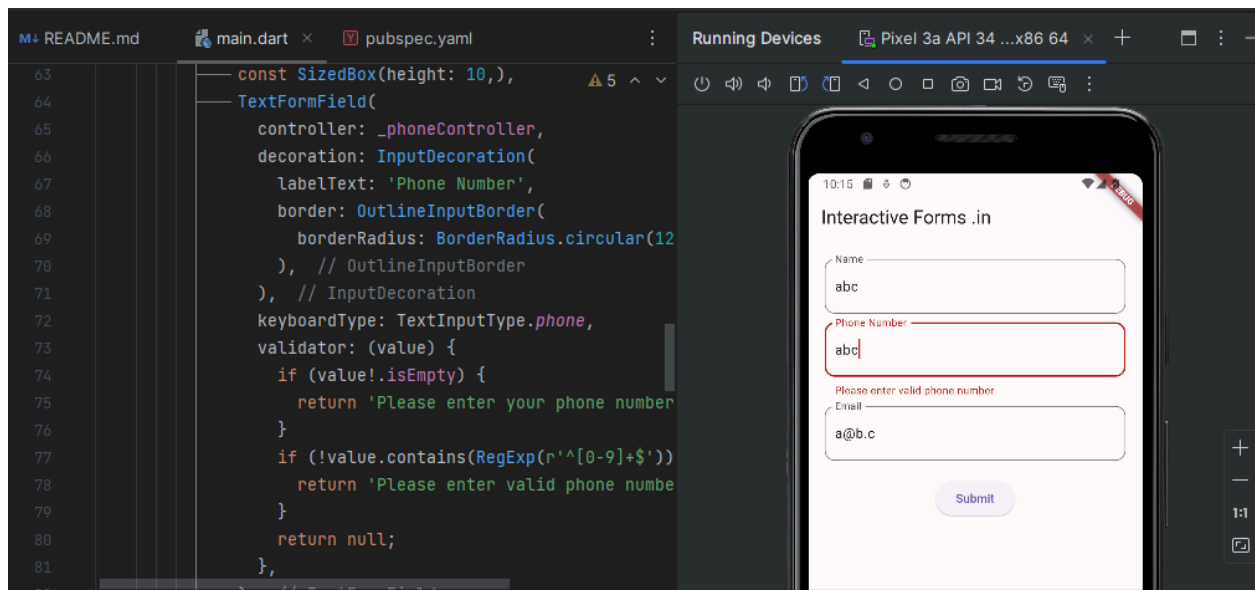 M↓ README.md
main.dart ×
Y pubspec.yaml
Running Devices
Pixel 3a API 34 ...x86 64 ×
63 const SizedBox(height: 10,),
5
64 TextFormField(
65 controller: _phoneController,
66 decoration: InputDecoration(
67 labelText: 'Phone Number',
68 border: OutlineInputBorder(
69 borderRadius: BorderRadius.circular(12
70 ), // OutlineInputBorder
71 ), // InputDecoration
72 keyboardType: TextInputType.phone,
73 validator: (value) {
74 if (value!.isEmpty) {
75 return 'Please enter your phone number
76 }
77 if (!value.contains(RegExp(r'^[0-9]+$'))
78 return 'Please enter valid phone numbe
79 }
80 return null;
81 },
10:15
DEBUG
Interactive Forms .in
Name
abc
Phone Number
abc
Please enter valid phone number
Email
a@b.c
Submit
1:1